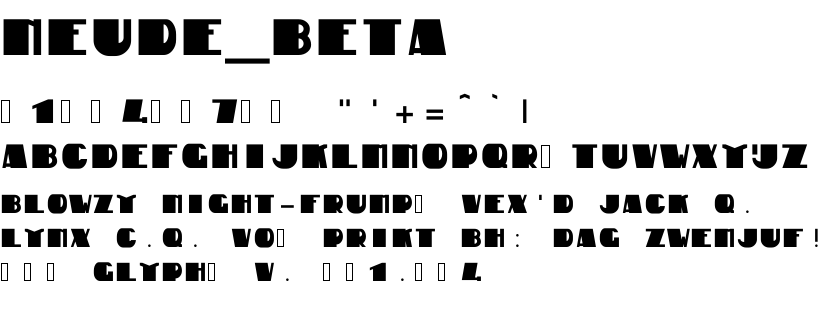 NEUDE_BETA
□1□□4□□7□□ "'+=^`|
ABCDEFGHIJKLMNOPQR□TUVWXYIJZ
BLOWZY NIGHT-FRUMP□ VEX'D JACK Q.
LYNX C.Q. VO□ PRIKT BH: DAG ZWEMJUF!
□□□ GLYPH□ V. □□1.□□4